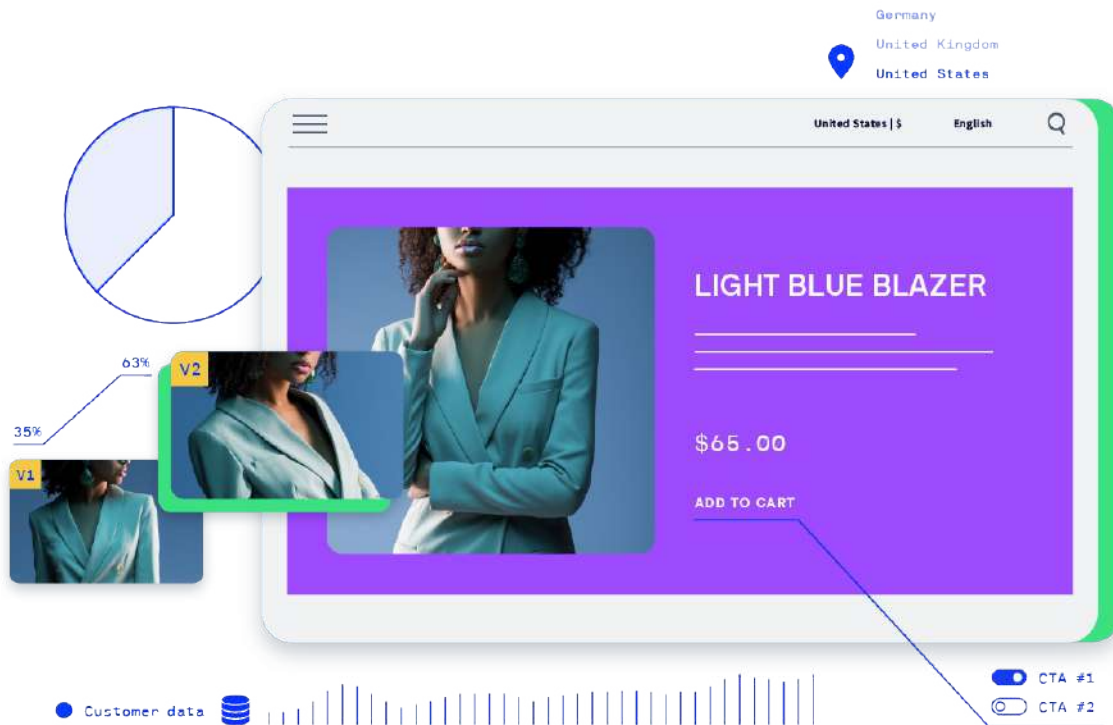 Germany
United Kingdom
United States
United States | $
English
LIGHT BLUE BLAZER
63%
V2
35%
$65.00
V1
ADD TO CART
CTA #1
Customer data
CTA #2